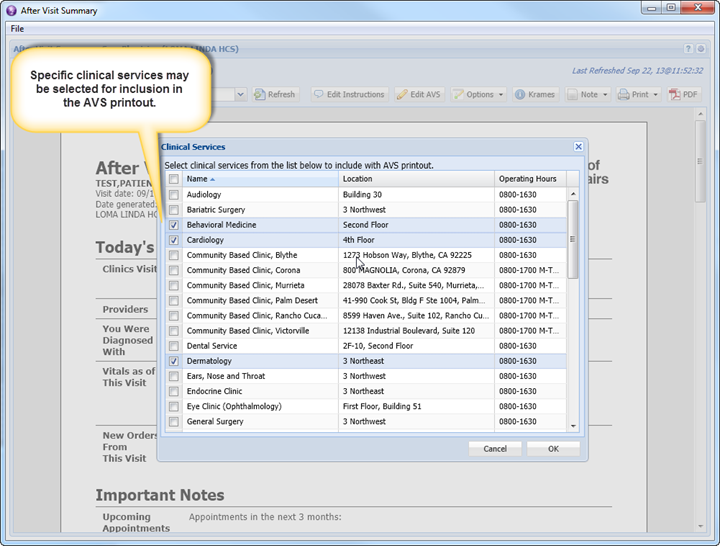 After Visit Summary
File
After Vi
LOMA LINDA HCS)
Specific clinical services may
be selected for inclusion in
the AVS printout.
Last Refreshed Sep 22, 13@11:52:32
Refresh
Edit Instructions
Edit AVS
Options
Krames
Note
Print
PDF
Clinical Services
Select clinical services from the list below to include with AVS printout.
Name Location Operating Hours
Audiology Building 30 0800-1630
Bariatric Surgery 3 Northwest 0800-1630
Behavioral Medicine Second Floor 0800-1630
Cardiology 4th Floor 0800-1630
Community Based Clinic, Blythe 1273 Hobson Way, Blythe, CA 92225 0800-1630
Community Based Clinic, Corona 800 MAGNOLIA, Corona, CA 92879 0800-1700 M-T...
Community Based Clinic, Murrieta 28078 Baxter Rd., Suite 540, Murrieta,... 0800-1700 M-T...
Community Based Clinic, Palm Desert 41-990 Cook St, Bldg F Ste 1004, Palm... 0800-1700 M-T...
Community Based Clinic, Rancho Cuca... 8599 Haven Ave., Suite 102, Rancho Cu... 0800-1700 M-T...
Community Based Clinic, Victorville 12138 Industrial Boulevard, Suite 120 0800-1700 M-T...
Dental Service 2F-10, Second Floor 0800-1630
Dermatology 3 Northeast 0800-1630
Ears, Nose and Throat 3 Northwest 0800-1630
Endocrine Clinic 3 Northeast 0800-1630
Eye Clinic (Ophthalmology) First Floor, Building 51 0800-1630
General Surgery 3 Northwest 0800-1630
Cancel
OK
After V
of
airs
TEST,PATIEN
Visit date: 09/1
Date generated:
LOMA LINDA HC
Today's
Clinics Visit
Providers
You Were
Diagnosed
With
Vitals as of
This Visit
New Orders
From
This Visit
Important Notes
Upcoming Appointments in the next 3 months:
Appointments